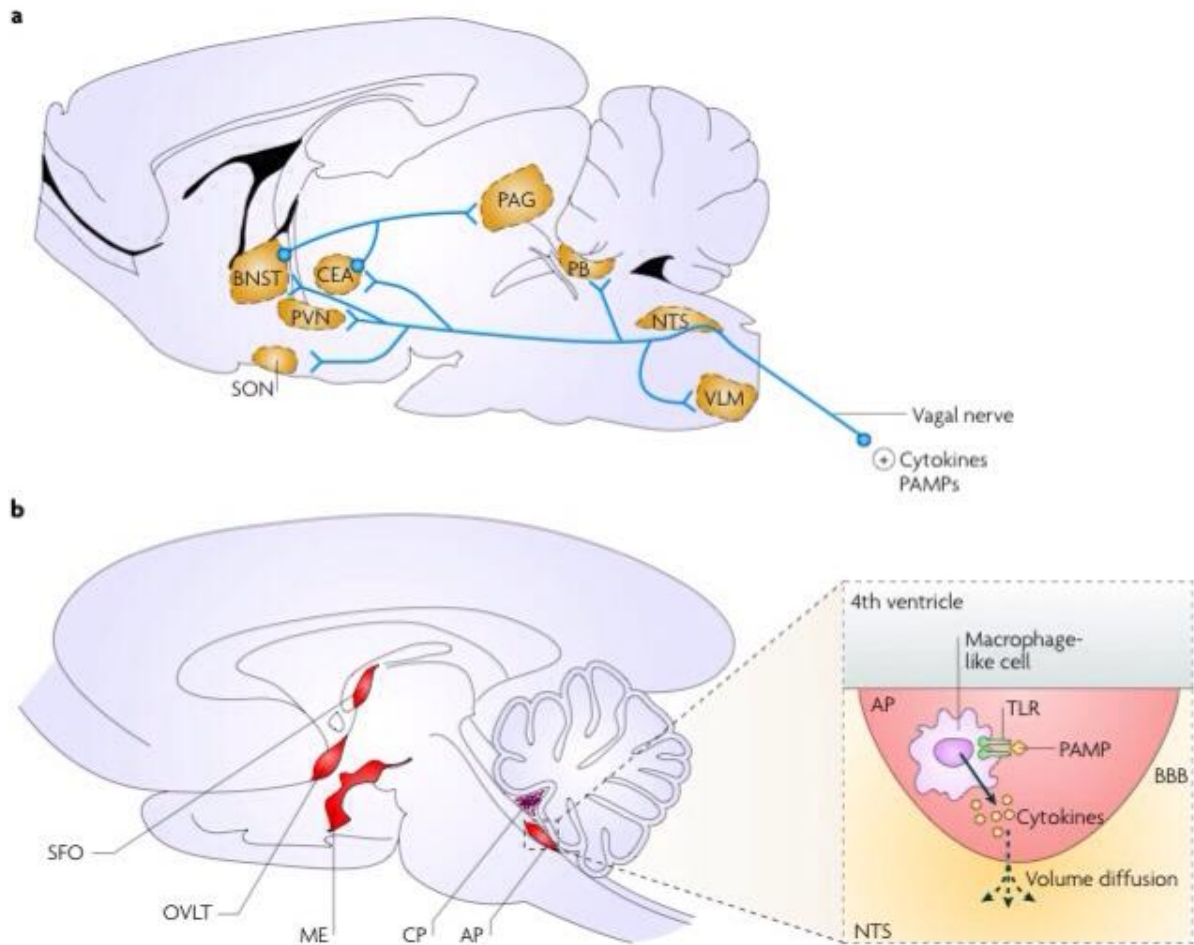 a
PAG
BNST
CEA
PB
PVN
NTS
SON
VLM
Vagal nerve
+ Cytokines
PAMPs
b
4th ventricle
Macrophage-
like cell
AP
TLR
PAMP
BBB
Cytokines
Volume diffusion
NTS
SFO
OVLT
ME
CP
AP